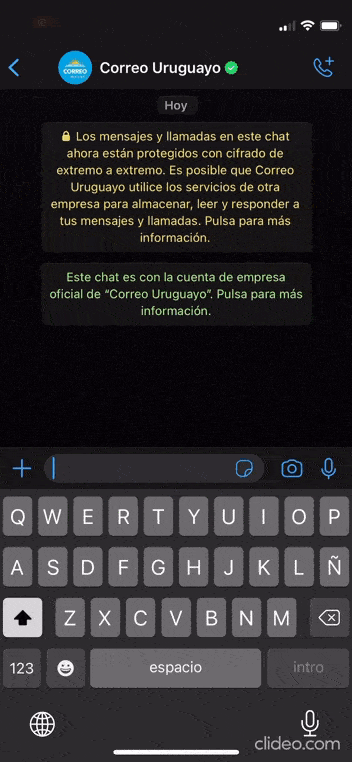 CORREO
Correo Uruguayo
Hoy
Los mensajes y llamadas en este chat
ahora están protegidos con cifrado de
extremo a extremo. Es posible que Correo
Uruguayo utilice los servicios de otra
empresa para almacenar, leer y responder a
tus mensajes y llamadas. Pulsa para más
información.
Este chat es con la cuenta de empresa
oficial de “Correo Uruguayo”. Pulsa para más
información.
Q W E R T Y U I O P
A S D F G H J K L Ñ
Z X C V B N M
123 espacio intro
clideo.com